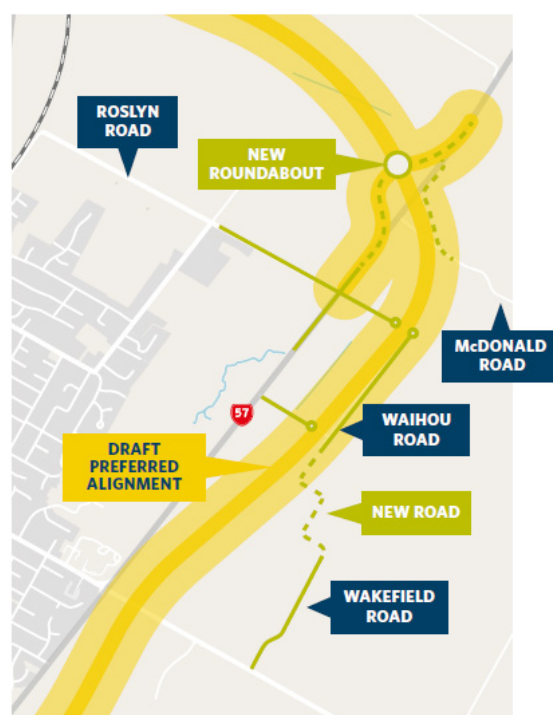 ROSLYN
ROAD
NEW
ROUNDABOUT
McDONALD
ROAD
57
WAIHOU
ROAD
DRAFT
PREFERRED
ALIGNMENT
NEW ROAD
WAKEFIELD
ROAD